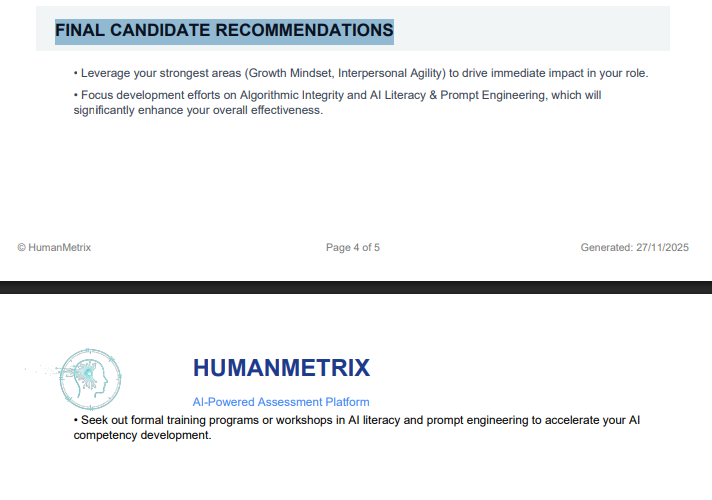 FINAL CANDIDATE RECOMMENDATIONS
• Leverage your strongest areas (Growth Mindset, Interpersonal Agility) to drive immediate impact in your role.
• Focus development efforts on Algorithmic Integrity and AI Literacy & Prompt Engineering, which will
significantly enhance your overall effectiveness.
© HumanMetrix
Page 4 of 5
Generated: 27/11/2025
HUMANMETRIX
AI-Powered Assessment Platform
• Seek out formal training programs or workshops in AI literacy and prompt engineering to accelerate your AI
competency development.